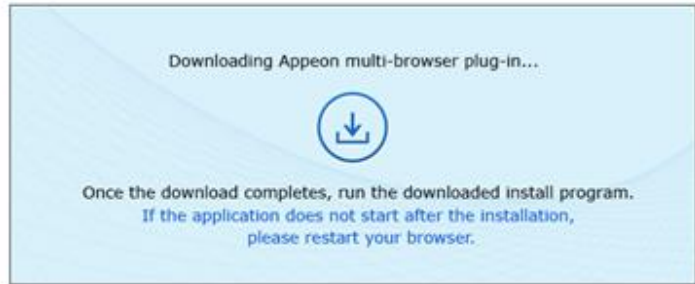 Downloading Appeon multi-browser plug-in...
Once the download completes, run the downloaded install program.
If the application does not start after the installation,
please restart your browser.